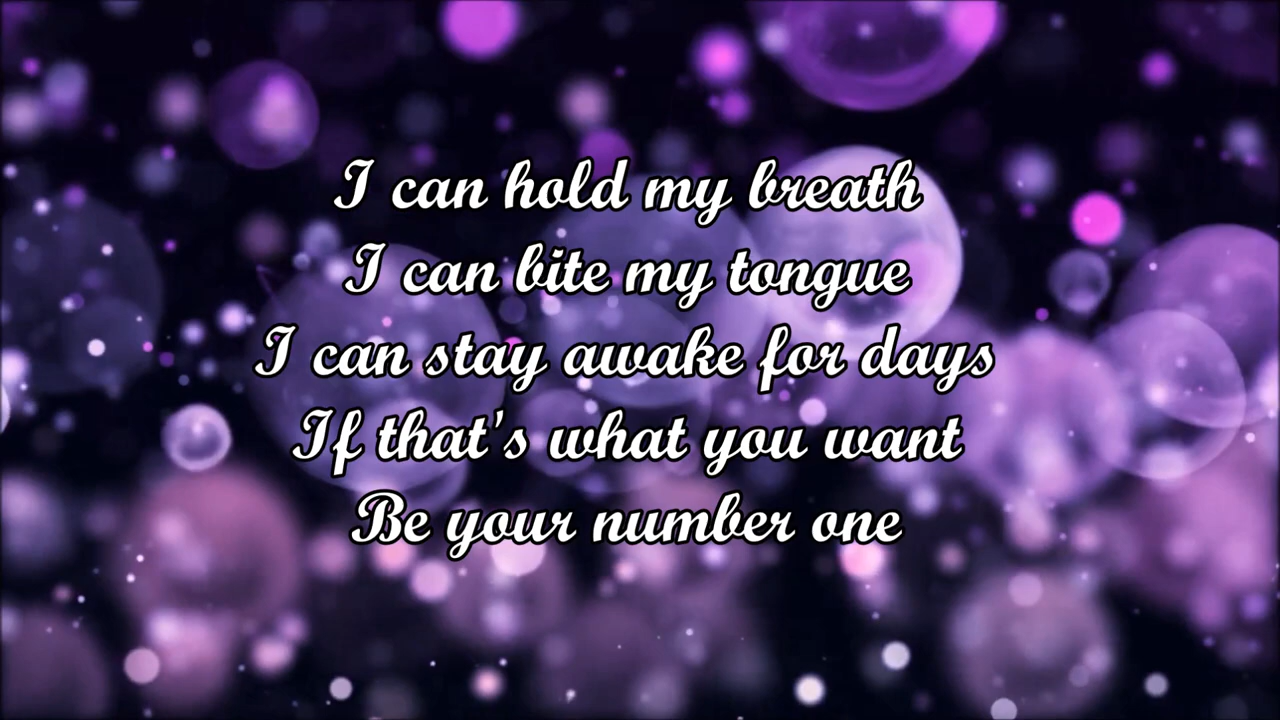 I can hold my breath
I can bite my tongue
I can stay awake for days
If that's what you want
Be your number one